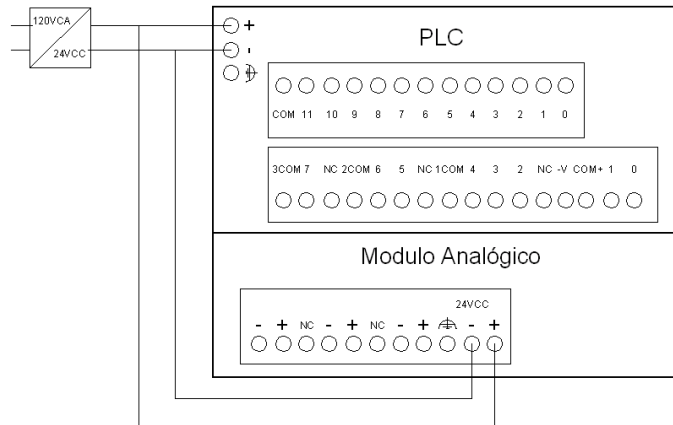 120VCA
24VCC
+
-
PLC
COM 11 10 9 8 7 6 5 4 3 2 1 0
3COM 7 NC 2COM 6 5 NC 1COM 4 3 2 NC -V COM+ 1 0
Modulo Analógico
24VCC
- + NC - + NC - + - +